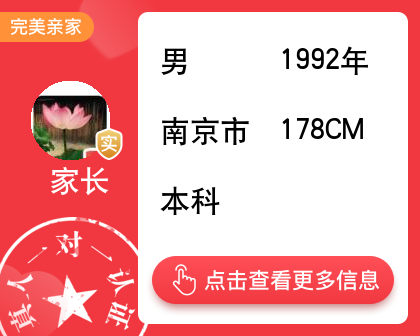 完美亲家
男 1992年
南京市 178CM
实
家长
本科
真人一对一认证
点击查看更多信息